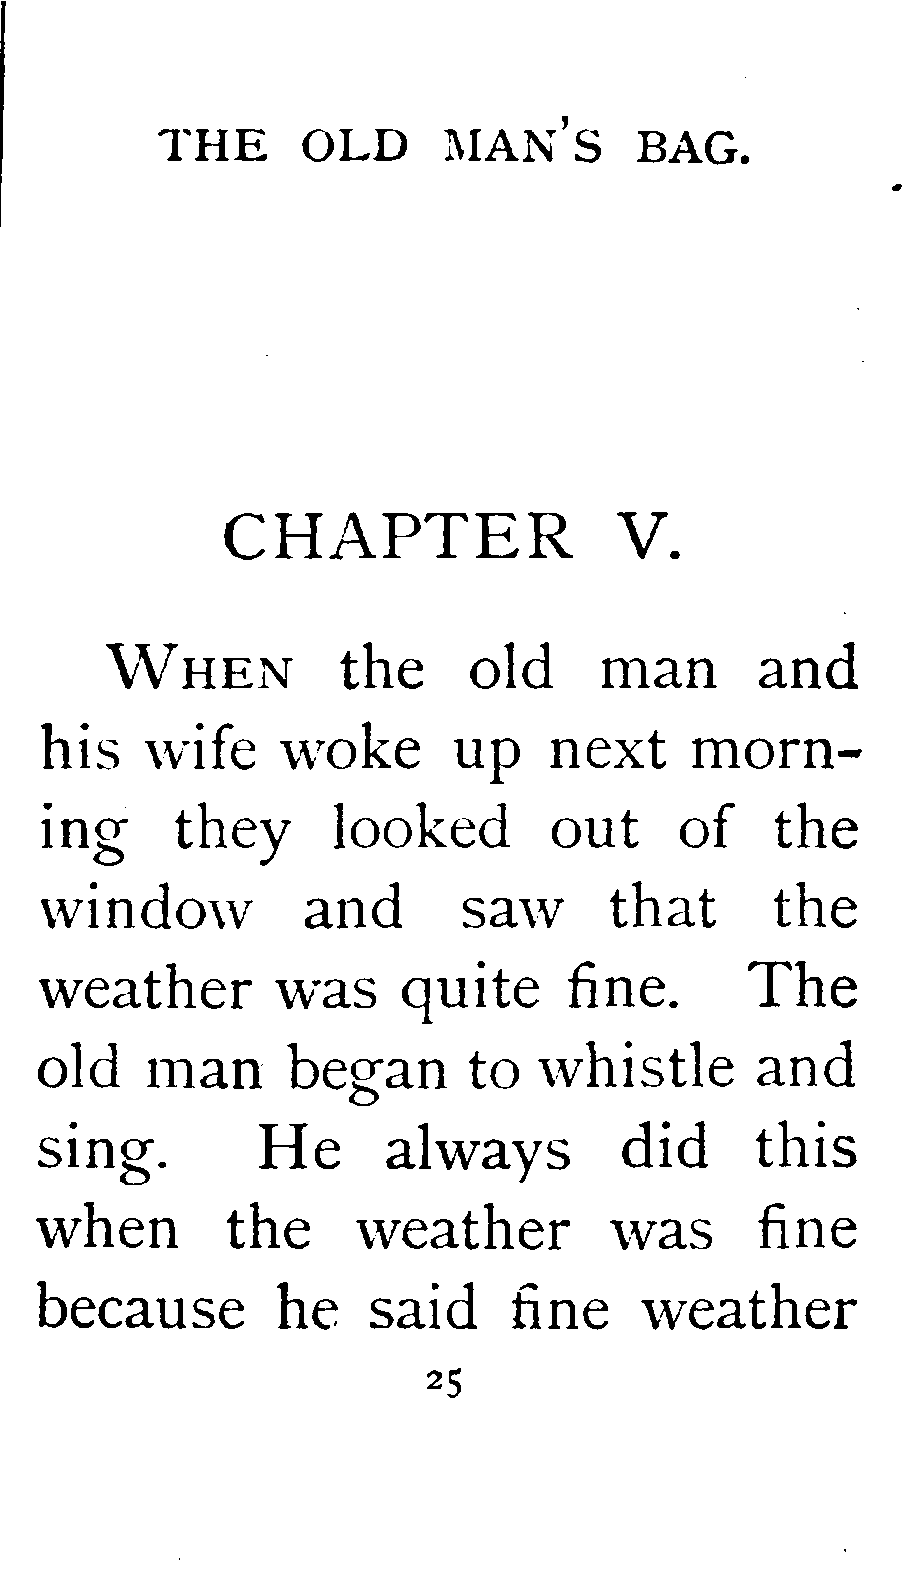 THE OLD MAN'S BAG.
CHAPTER V.
WHEN the old man and
his wife woke up next morn-
ing they looked out of the
window and saw that the
weather was quite fine. The
old man began to whistle and
sing. He always did this
when the weather was fine
because he said fine weather
25